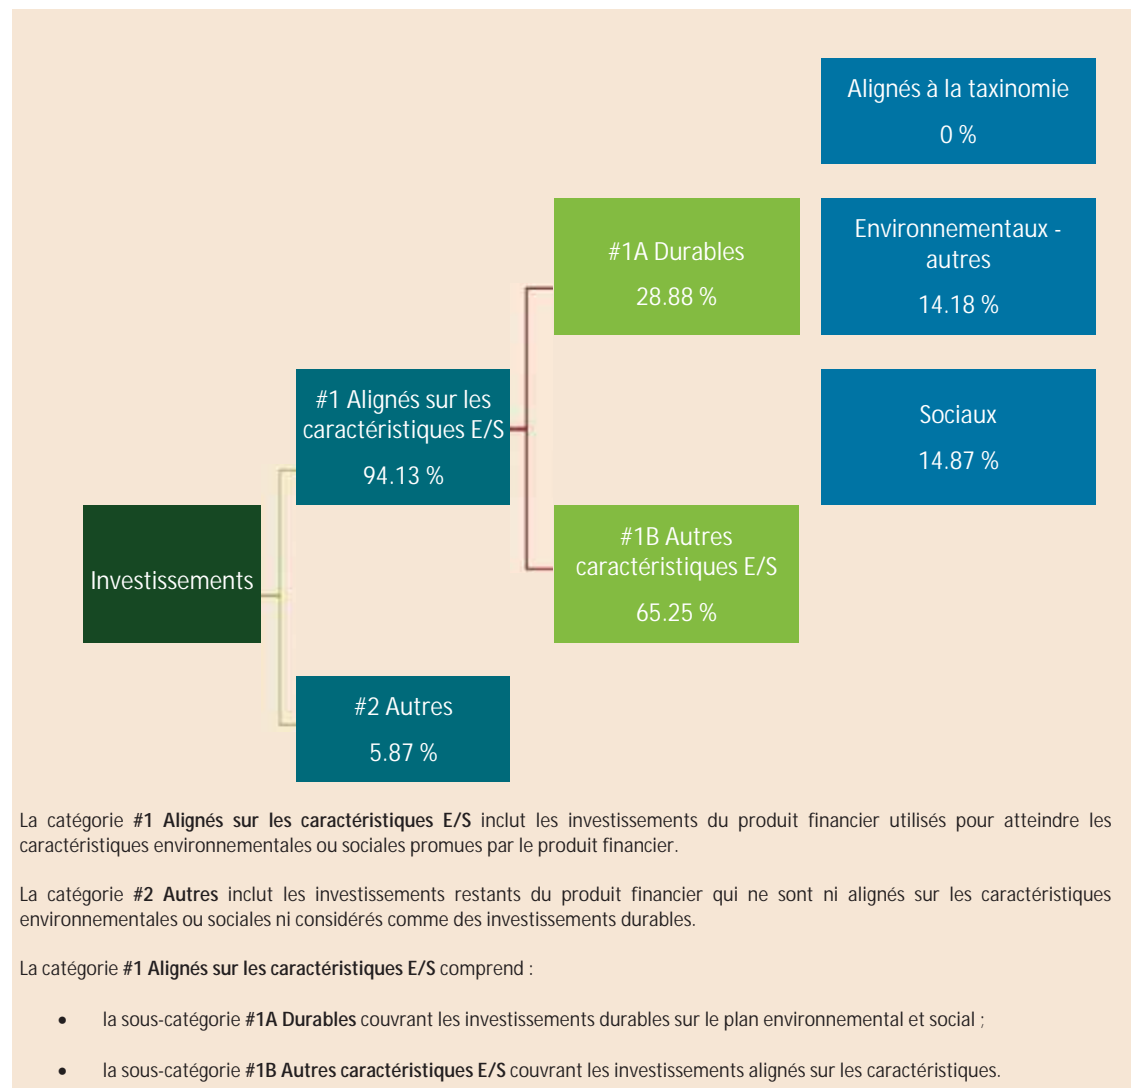 Alignés à la taxinomie
0 %
Environnementaux -
autres
14.18 %
#1A Durables
28.88 %
#1 Alignés sur les
caractéristiques E/S
94.13 %
Sociaux
14.87 %
#1B Autres
caractéristiques E/S
65.25 %
Investissements
#2 Autres
5.87 %
La catégorie #1 Alignés sur les caractéristiques E/S inclut les investissements du produit financier utilisés pour atteindre les
caractéristiques environnementales ou sociales promues par le produit financier.
La catégorie #2 Autres inclut les investissements restants du produit financier qui ne sont ni alignés sur les caractéristiques
environnementales ou sociales ni considérés comme des investissements durables.
La catégorie #1 Alignés sur les caractéristiques E/S comprend :
• la sous-catégorie #1A Durables couvrant les investissements durables sur le plan environnemental et social ;
• la sous-catégorie #1B Autres caractéristiques E/S couvrant les investissements alignés sur les caractéristiques.